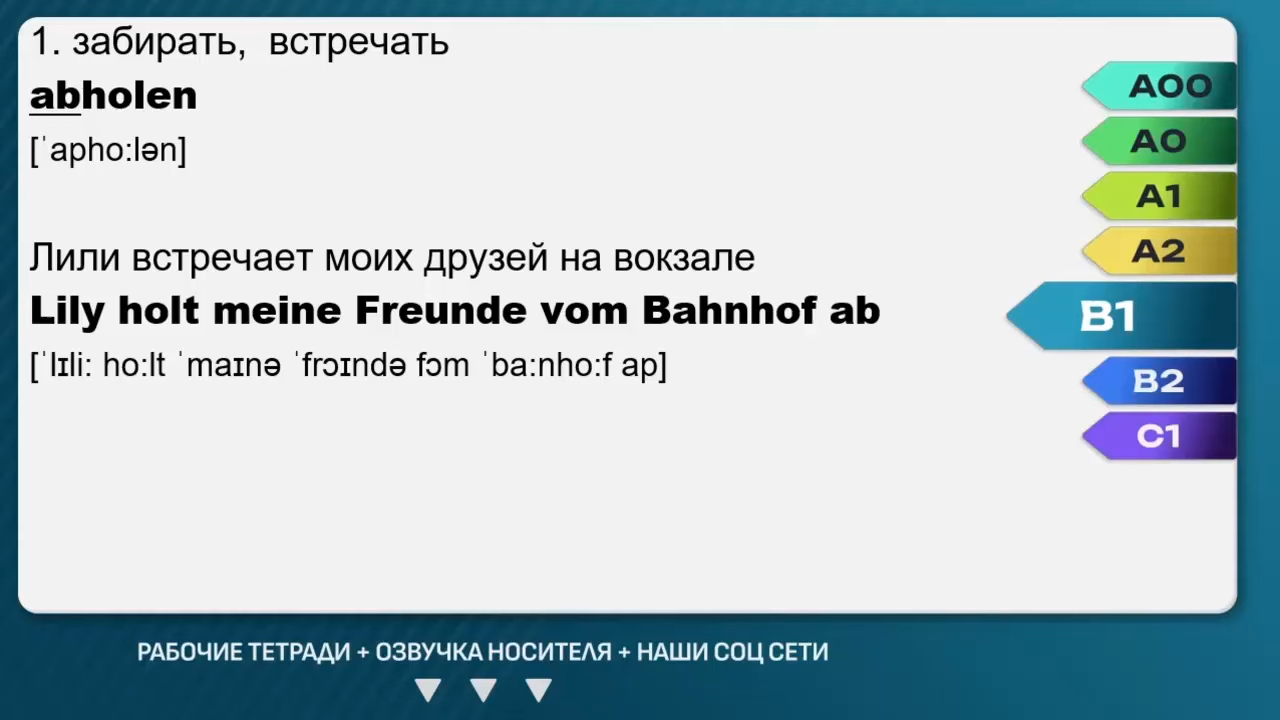 1. забирать,  встречать
abholen
[ˈapho:lən]
Лили встречает моих друзей на вокзале
Lily holt meine Freunde vom Bahnhof ab
[ˈlɪli: ho:lt ˈmaɪnə ˈfrɔɪndə fɔm ˈba:nho:f ap]
A00
A0
A1
A2
B1
B2
C1
РАБОЧИЕ ТЕТРАДИ + ОЗВУЧКА НОСИТЕЛЯ + НАШИ СОЦ СЕТИ